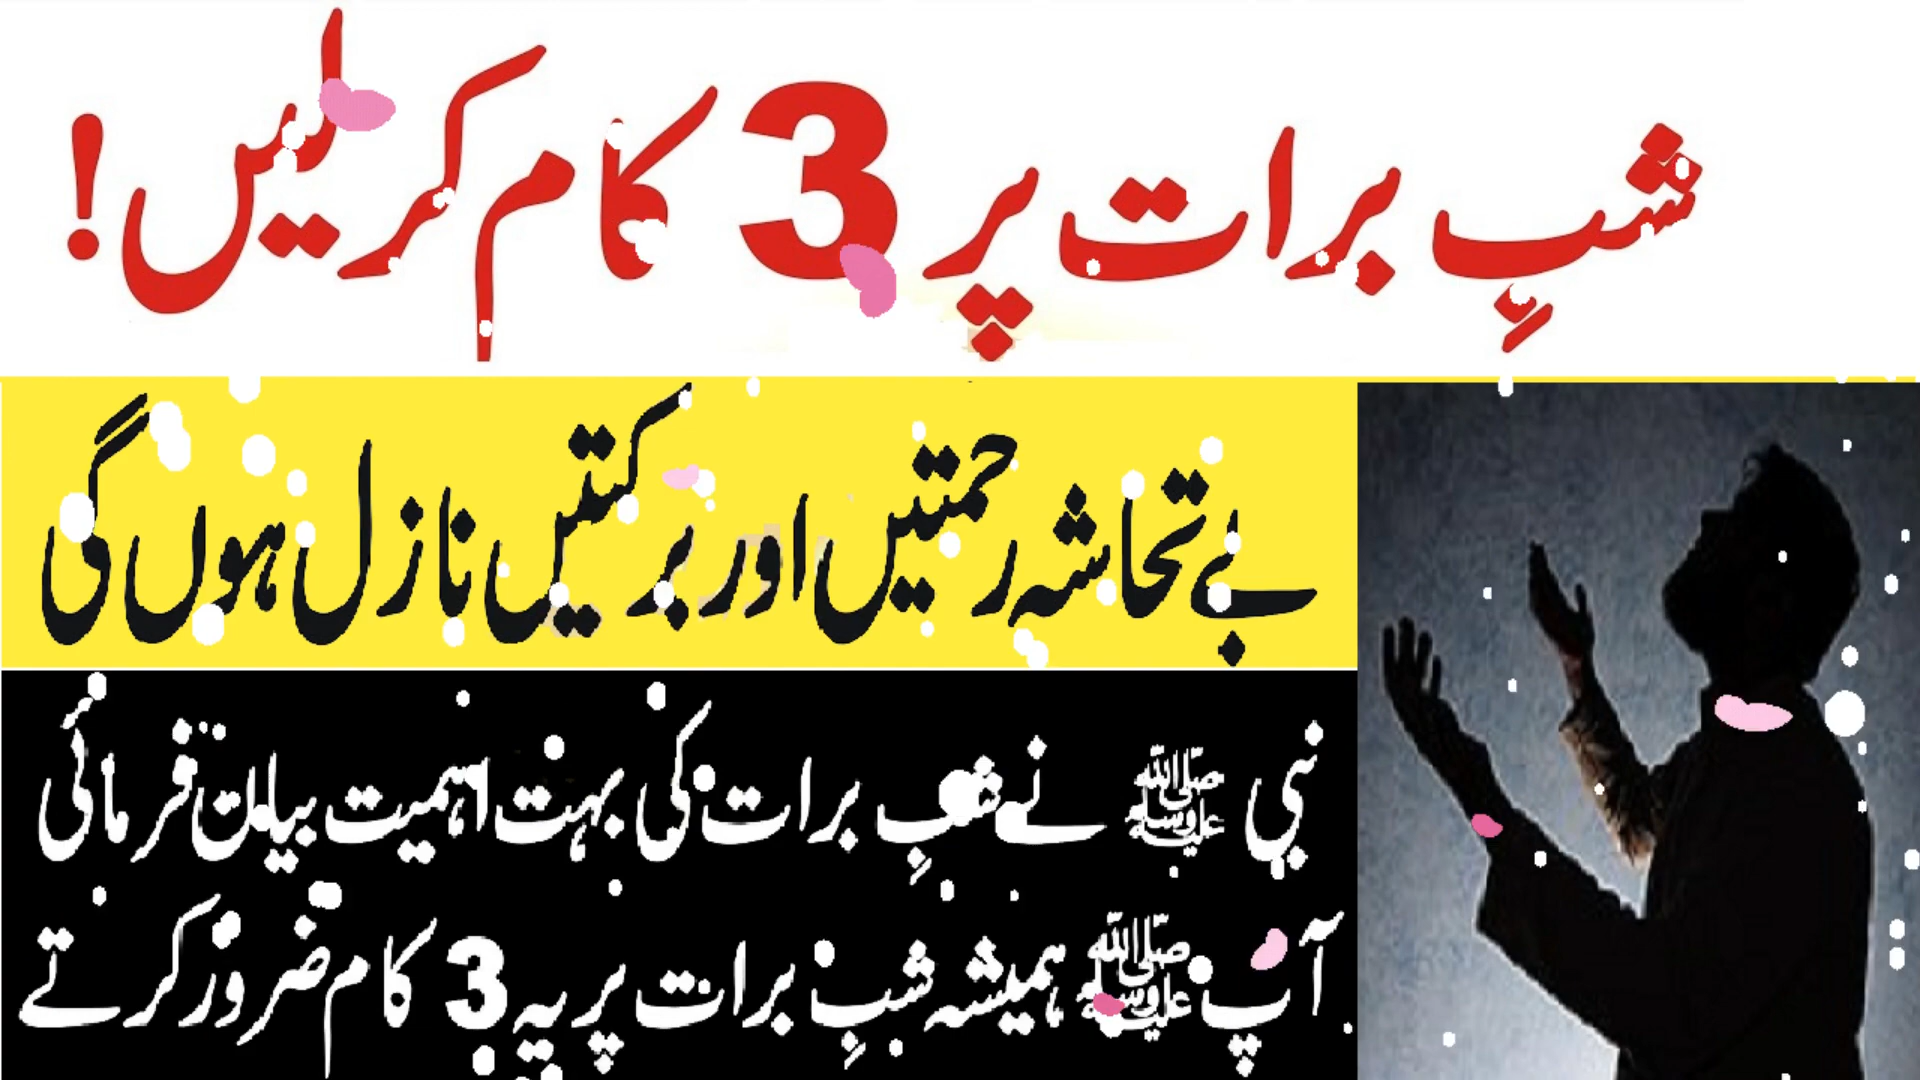 شبِ برات پر 3 کام کرلیں!
بے تحاشہ رحمتیں اور برکتیں نازل ہوں گی
نبی ﷺ نے شبِ برات کی بہت اہمیت بیان فرمائی
آپ ﷺ ہمیشہ شبِ برات پر یہ 3 کام ضرور کرتے